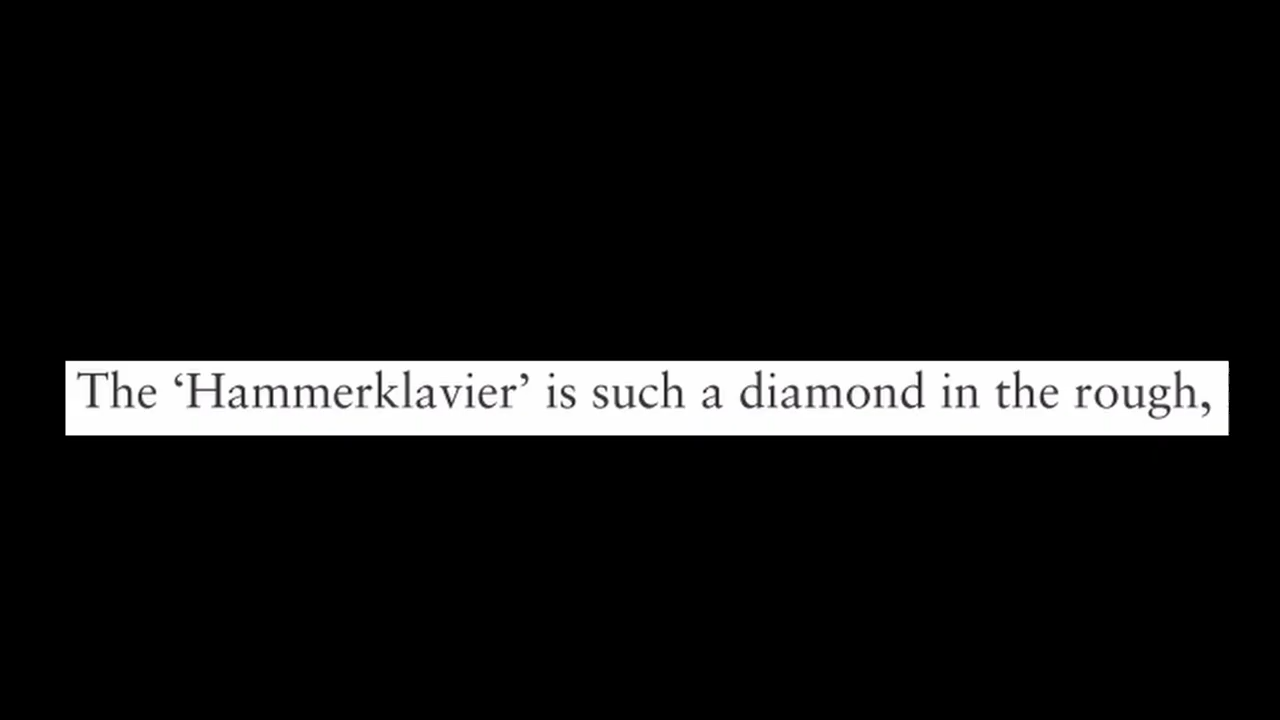 The ‘Hammerklavier’ is such a diamond in the rough,